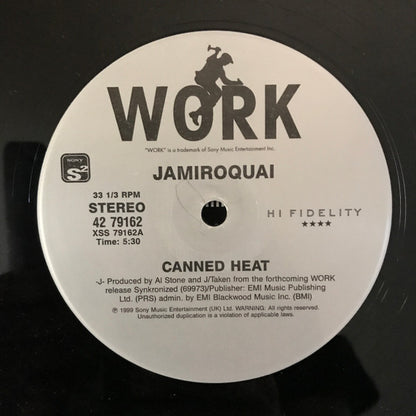 WORK
"WORK" is a trademark of Sony Music Entertainment Inc.
JAMIROQUAI
SONY
S2
33 1/3 RPM
STEREO
42 79162
XSS 79162A
Time: 5:30
HI FIDELITY
★★★★
CANNED HEAT
-J- Produced by Al Stone and J/Taken from the forthcoming WORK
release Synkronized (69973)/Publisher: EMI Music Publishing
Ltd. (PRS) admin. by EMI Blackwood Music Inc. (BMI)
℗ 1999 Sony Music Entertainment (UK) Ltd. WARNING: All rights reserved.
Unauthorized duplication is a violation of applicable laws.